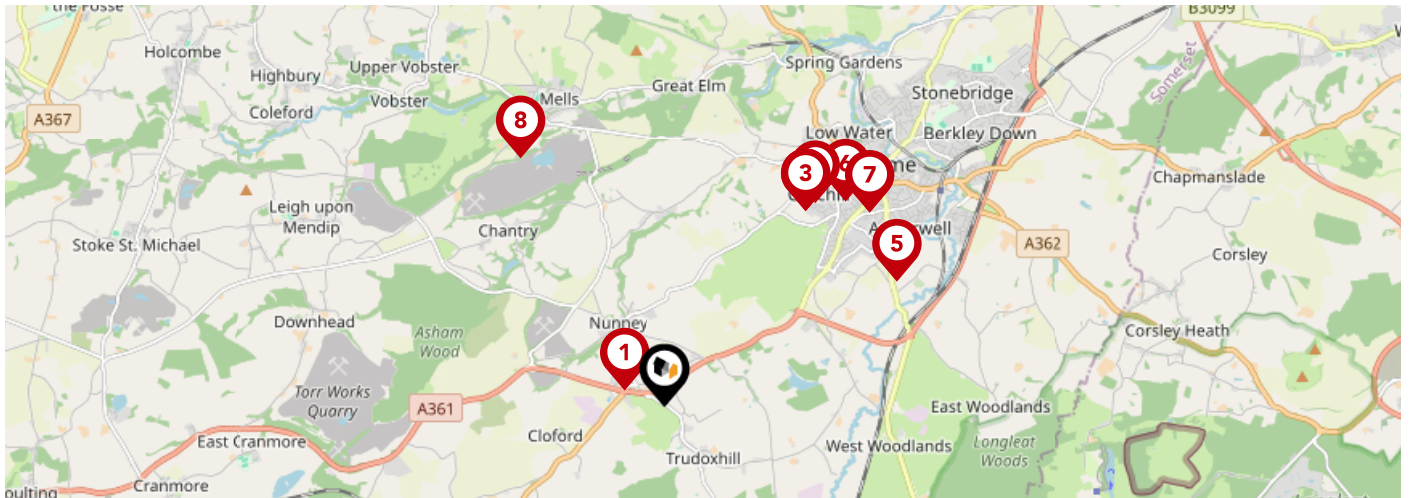 the Fosse
B3099
Holcombe
Highbury
Upper Vobster
Spring Gardens
Great Elm
Stonebridge
Mells
Vobster
Coleford
A367
8
Low Water
Berkley Down
Somerset
3
6
7
me
Chapmanslade
Leigh upon
Mendip
Chantry
Stoke St. Michael
5
A362
Corsley
Nunney
Downhead
Asham
Wood
Corsley Heath
1
Torr Works
Quarry
A361
East Woodlands
Cloford
East Cranmore
West Woodlands
Longleat
Woods
Trudoxhill
Cranmore
oulting